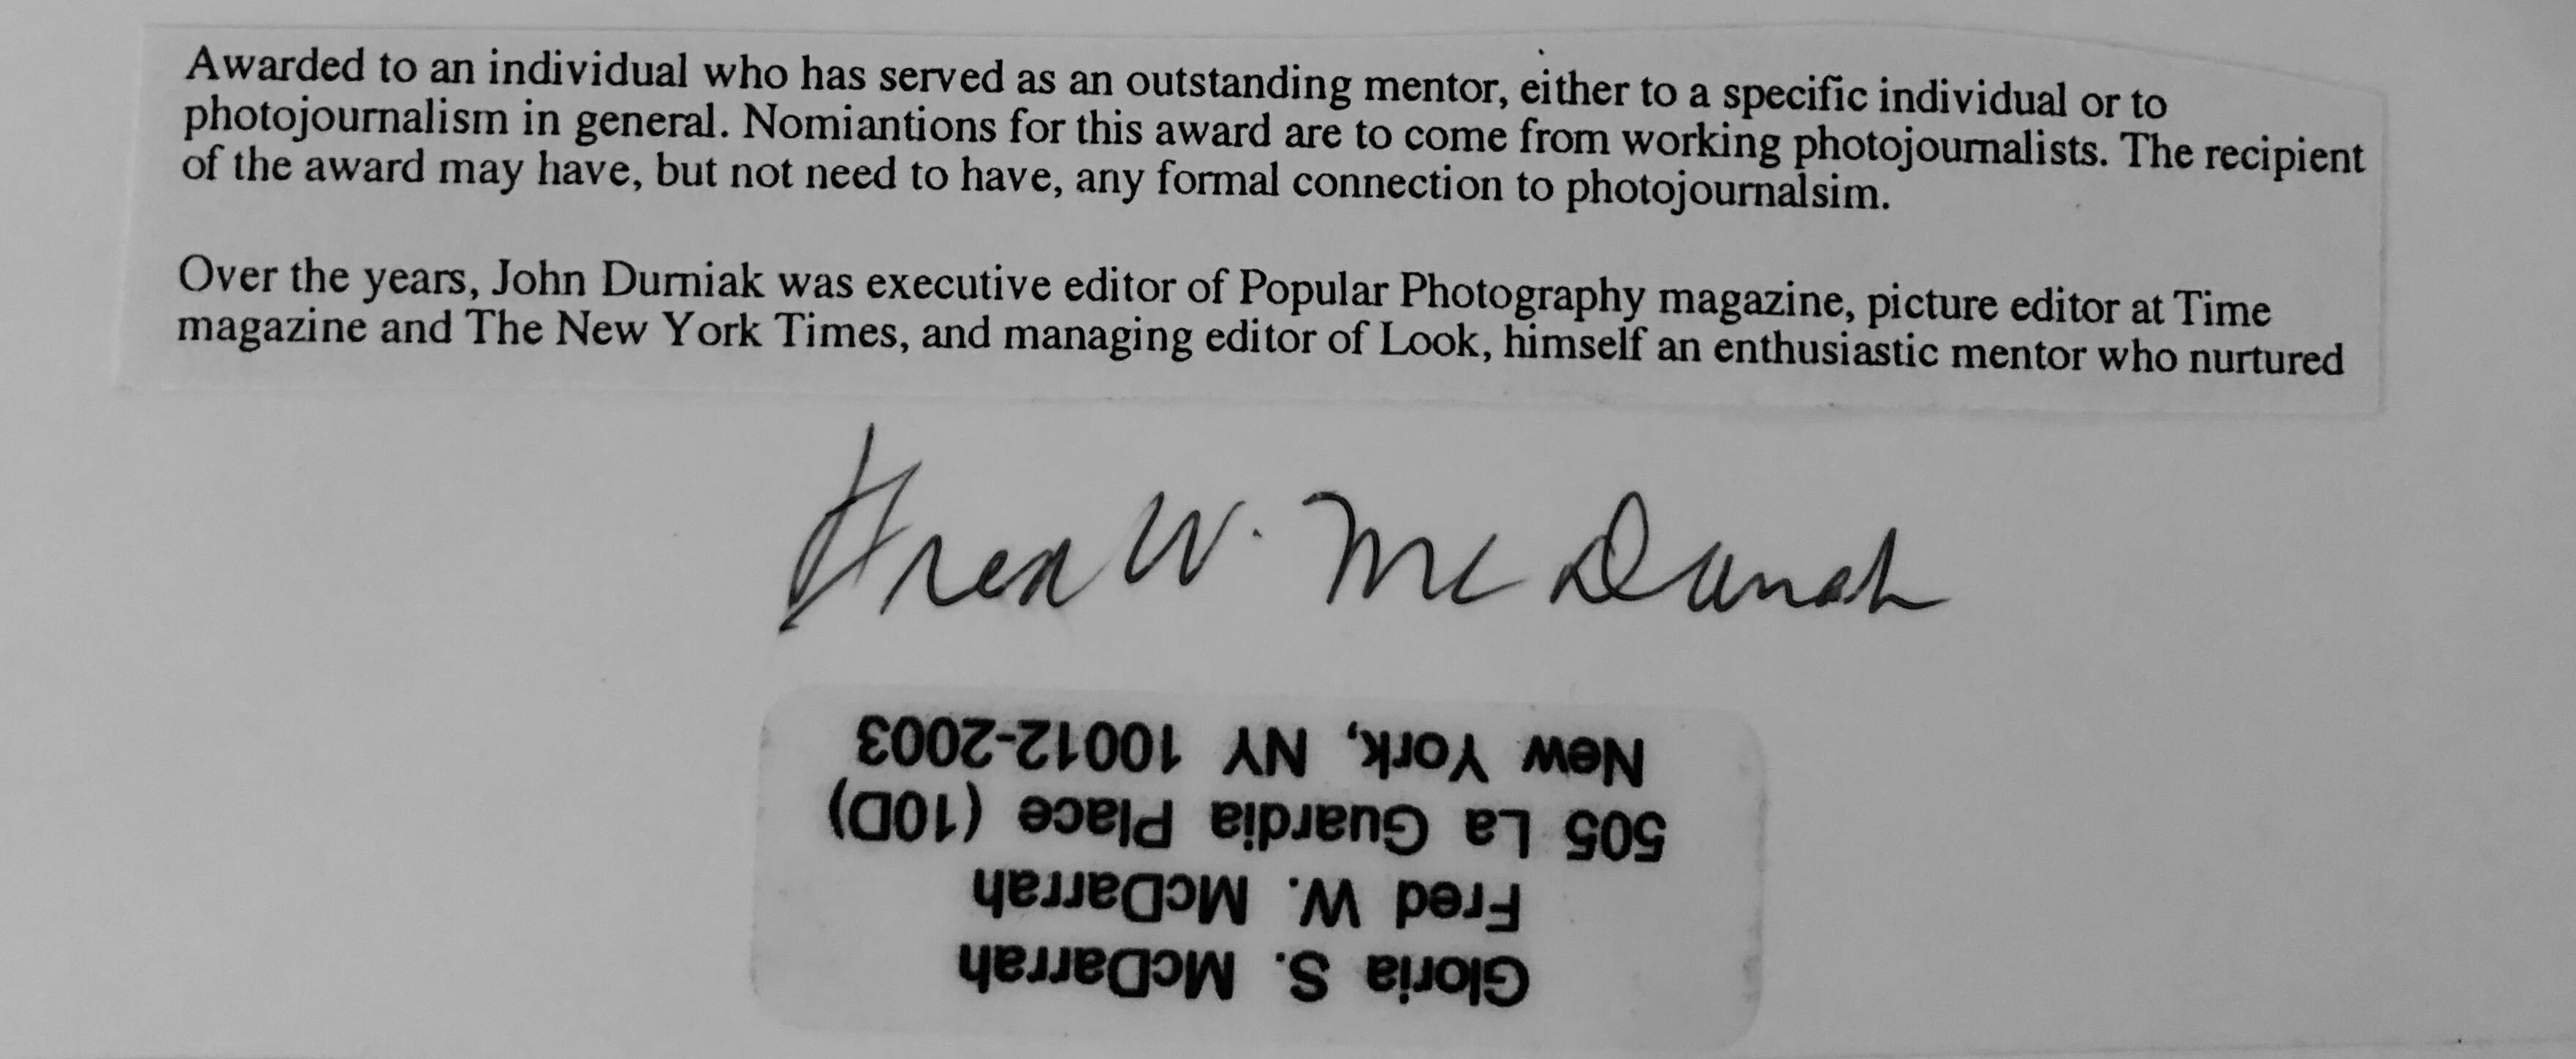 Awarded to an individual who has served as an outstanding mentor, either to a specific individual or to
photojournalism in general. Nomiantions for this award are to come from working photojournalists. The recipient
of the award may have, but not need to have, any formal connection to photojournalsim.
Over the years, John Durniak was executive editor of Popular Photography magazine, picture editor at Time
magazine and The New York Times, and managing editor of Look, himself an enthusiastic mentor who nurtured
Fred W. McDarrah
Gloria S. McDarrah
Fred W. McDarrah
505 La Guardia Place (10D)
New York, NY 10012-2003